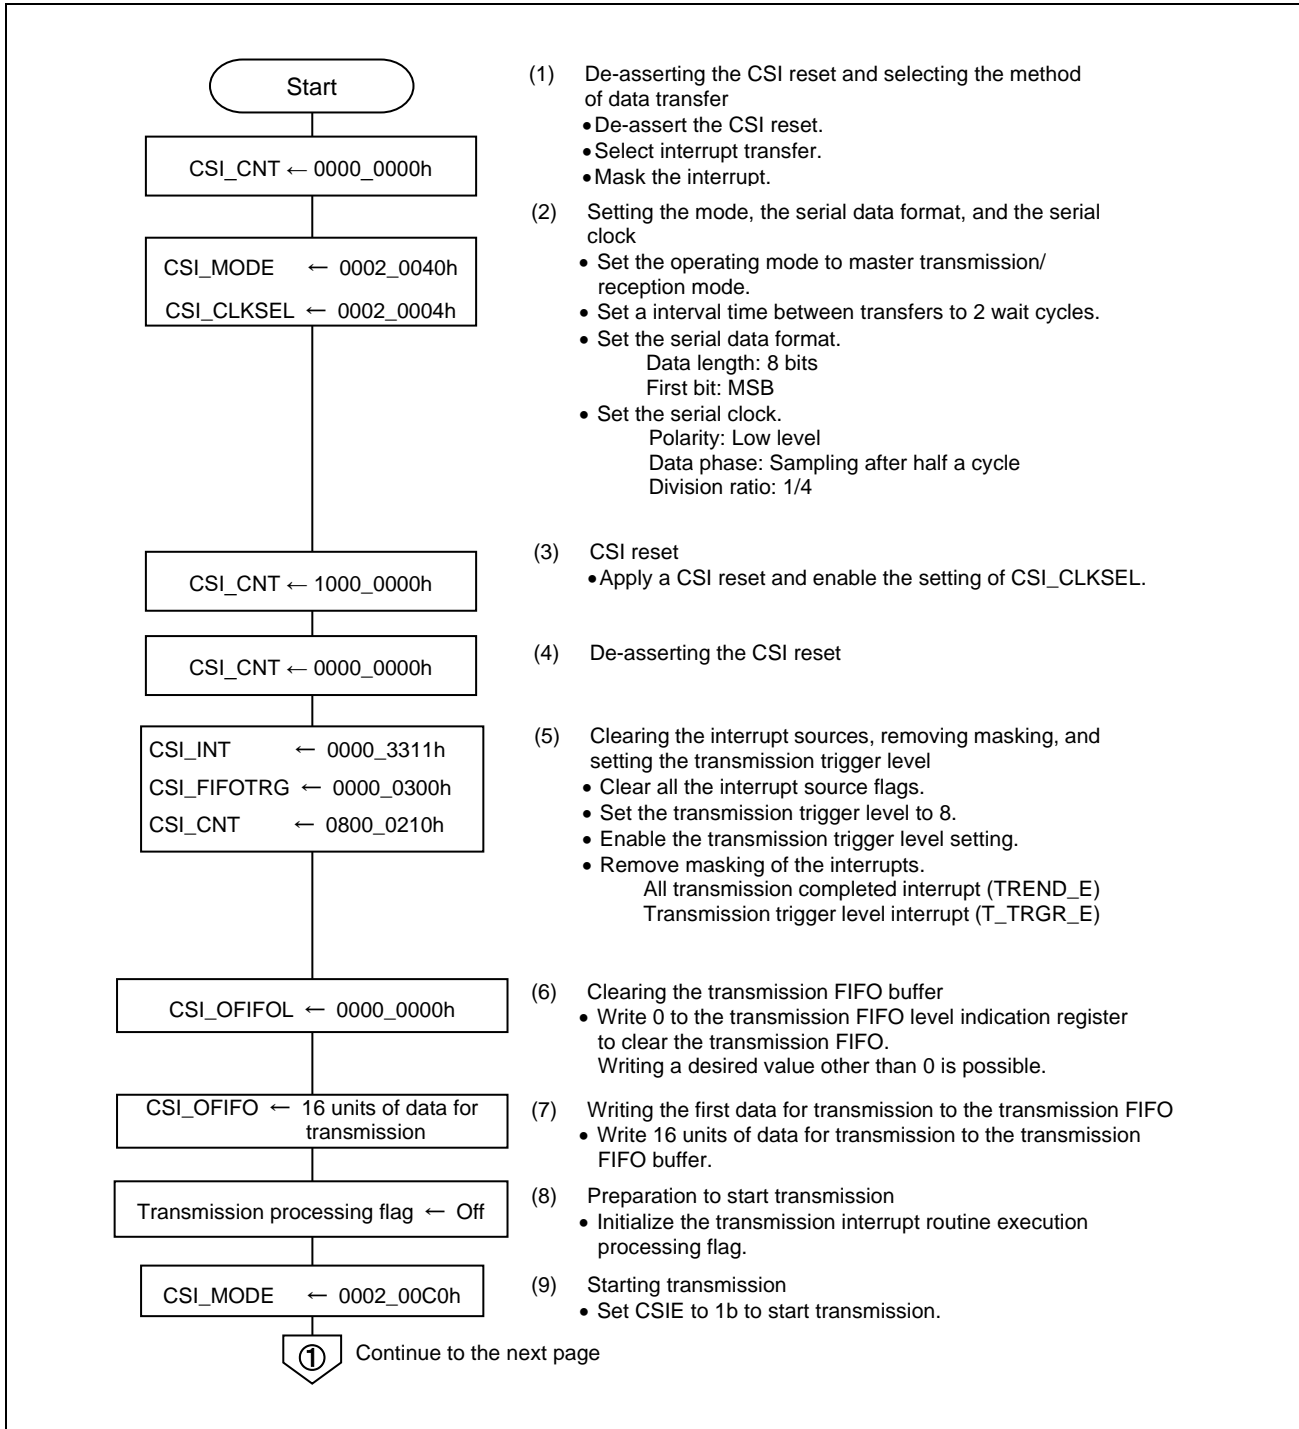 Start
(1) De-asserting the CSI reset and selecting the method
of data transfer
•De-assert the CSI reset.
•Select interrupt transfer.
•Mask the interrupt.
CSI_CNT ← 0000_0000h
(2) Setting the mode, the serial data format, and the serial
clock
• Set the operating mode to master transmission/
reception mode.
• Set a interval time between transfers to 2 wait cycles.
• Set the serial data format.
Data length: 8 bits
First bit: MSB
• Set the serial clock.
Polarity: Low level
Data phase: Sampling after half a cycle
Division ratio: 1/4
CSI_MODE ← 0002_0040h
CSI_CLKSEL ← 0002_0004h
(3) CSI reset
•Apply a CSI reset and enable the setting of CSI_CLKSEL.
CSI_CNT ← 1000_0000h
(4) De-asserting the CSI reset
CSI_CNT ← 0000_0000h
(5) Clearing the interrupt sources, removing masking, and
setting the transmission trigger level
• Clear all the interrupt source flags.
• Set the transmission trigger level to 8.
• Enable the transmission trigger level setting.
• Remove masking of the interrupts.
All transmission completed interrupt (TREND_E)
Transmission trigger level interrupt (T_TRGR_E)
CSI_INT ← 0000_3311h
CSI_FIFOTRG ← 0000_0300h
CSI_CNT ← 0800_0210h
(6) Clearing the transmission FIFO buffer
• Write 0 to the transmission FIFO level indication register
to clear the transmission FIFO.
Writing a desired value other than 0 is possible.
CSI_OFIFOL ← 0000_0000h
(7) Writing the first data for transmission to the transmission FIFO
• Write 16 units of data for transmission to the transmission
FIFO buffer.
CSI_OFIFO ← 16 units of data for
transmission
(8) Preparation to start transmission
• Initialize the transmission interrupt routine execution
processing flag.
Transmission processing flag ← Off
(9) Starting transmission
• Set CSIE to 1b to start transmission.
CSI_MODE ← 0002_00C0h
① Continue to the next page